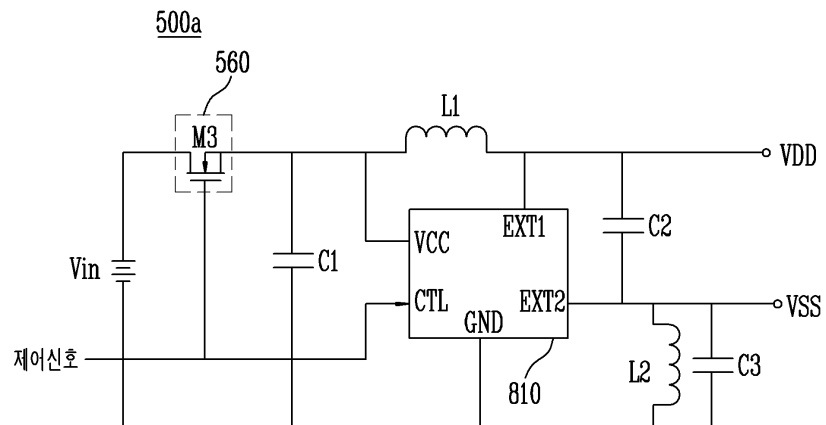 500a
560
M3
L1
VDD
VCC
EXT1
C2
Vin
C1
CTL
EXT2
VSS
GND
제어신호
L2
C3
810